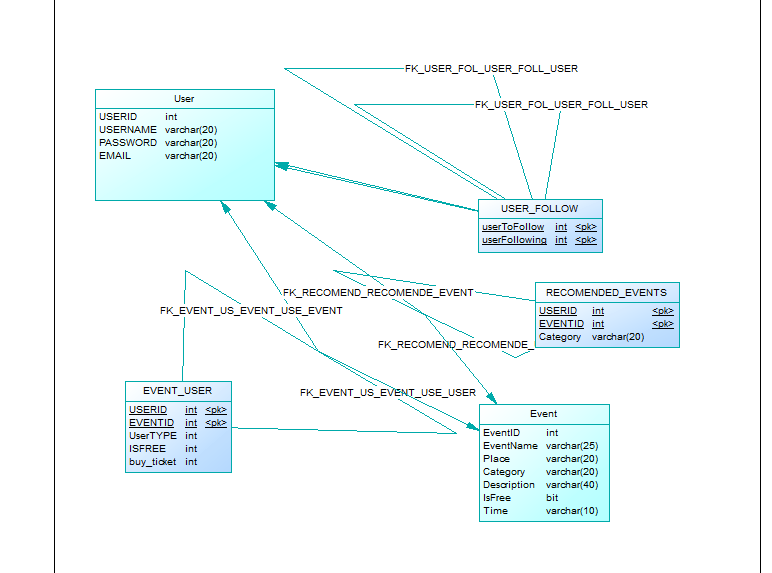 FK_USER_FOL_USER_FOLL_USER
FK_USER_FOL_USER_FOLL_USER
User
USERID int
USERNAME varchar(20)
PASSWORD varchar(20)
EMAIL varchar(20)
USER_FOLLOW
userToFollow int <pk>
userFollowing int <pk>
FK_RECOMEND_RECOMENDE_EVENT
FK_EVENT_US_EVENT_USE_EVENT
RECOMENDED_EVENTS
USERID int <pk>
EVENTID int <pk>
Category varchar(20)
FK_RECOMEND_RECOMENDE_
FK_EVENT_US_EVENT_USE_USER
EVENT_USER
USERID int <pk>
EVENTID int <pk>
UserTYPE int
ISFREE int
buy_ticket int
Event
EventID int
EventName varchar(25)
Place varchar(20)
Category varchar(20)
Description varchar(40)
IsFree bit
Time varchar(10)